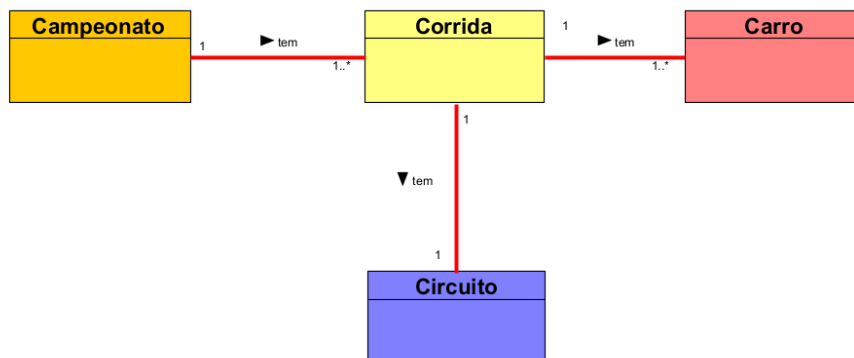 Campeonato
1
tem
1..*
Corrida
1
tem
1..*
Carro
1
tem
1
Circuito